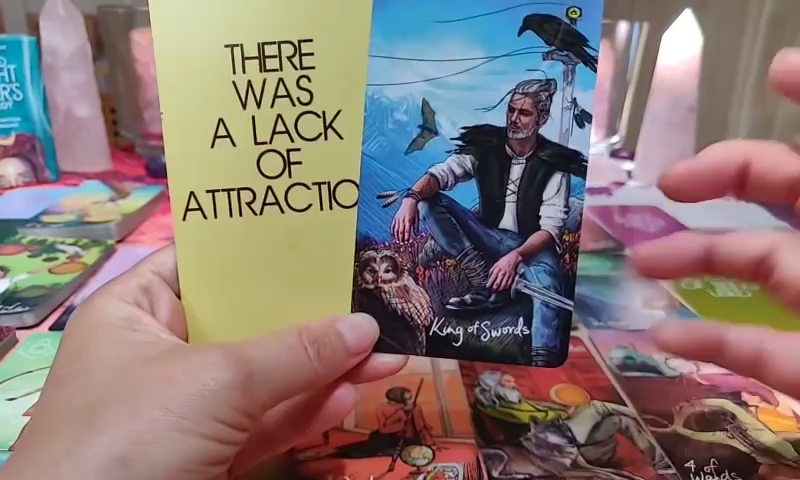 THERE
WAS
A LACK
OF
ATTRACTIO
King of Swords
4 of
Wands